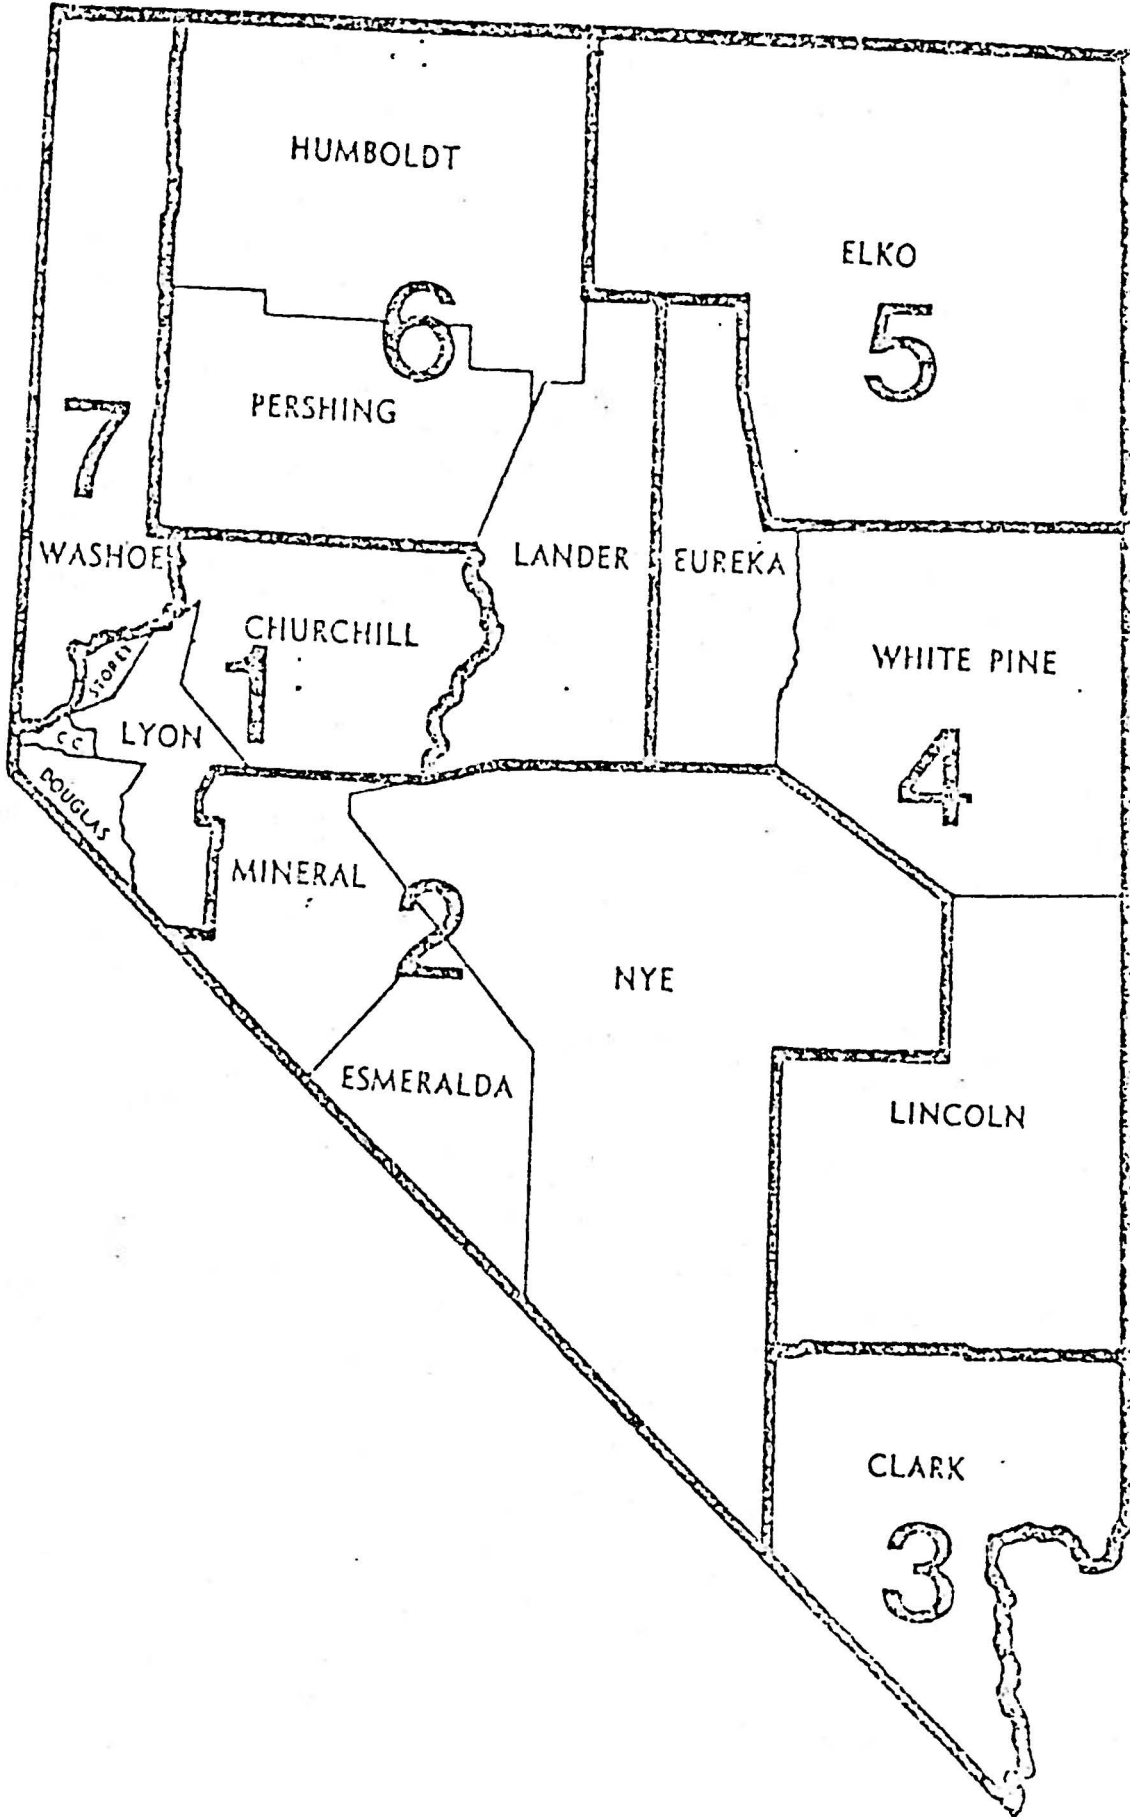 HUMBOLDT
ELKO
6
5
PERSHING
7
WASHOE
LANDER
EUREKA
CHURCHILL
1
STOREY
WHITE PINE
LYON
C C
4
DOUGLAS
MINERAL
2
NYE
ESMERALDA
LINCOLN
CLARK
3